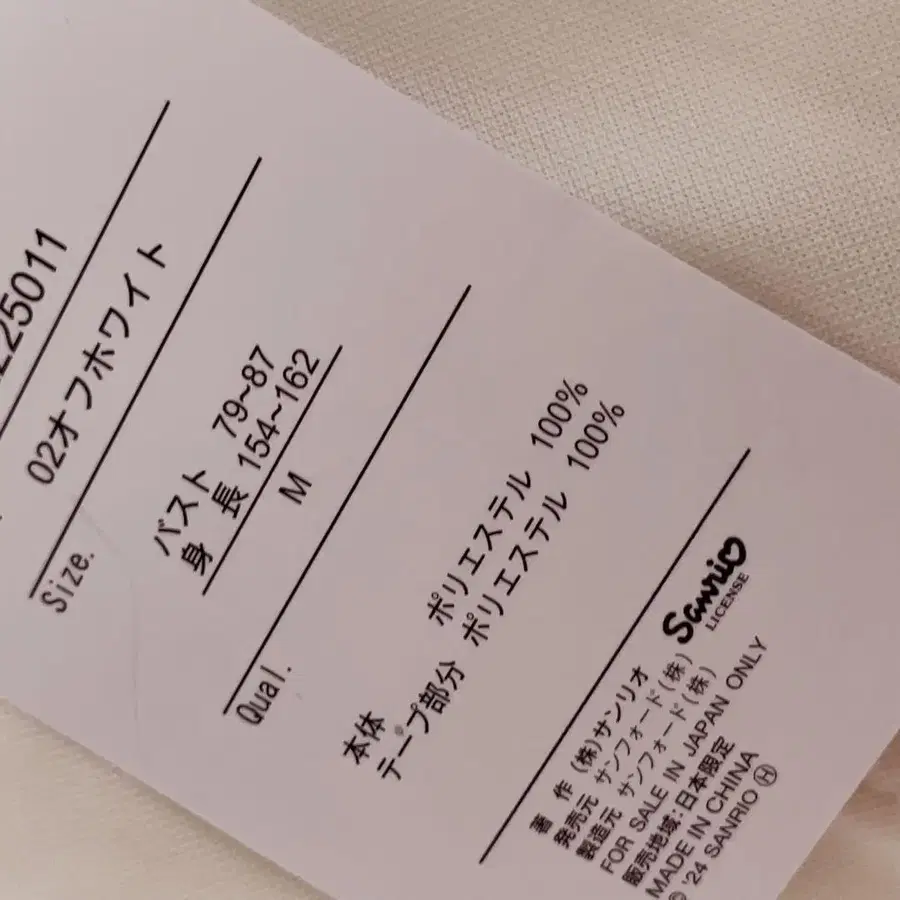 25011
02オフホワイト
Size.
バスト 79~87
身長 154~162
M
Qual.
本体 ポリエステル 100%
テープ部分 ポリエステル 100%
Sanrio
LICENSE
著作 (株)サンリオ
発売元 サンフォード(株)
製造元 サンフォード(株)
FOR SALE IN JAPAN ONLY
販売地域:日本限定
MADE IN CHINA
© '24 SANRIO Ⓗ